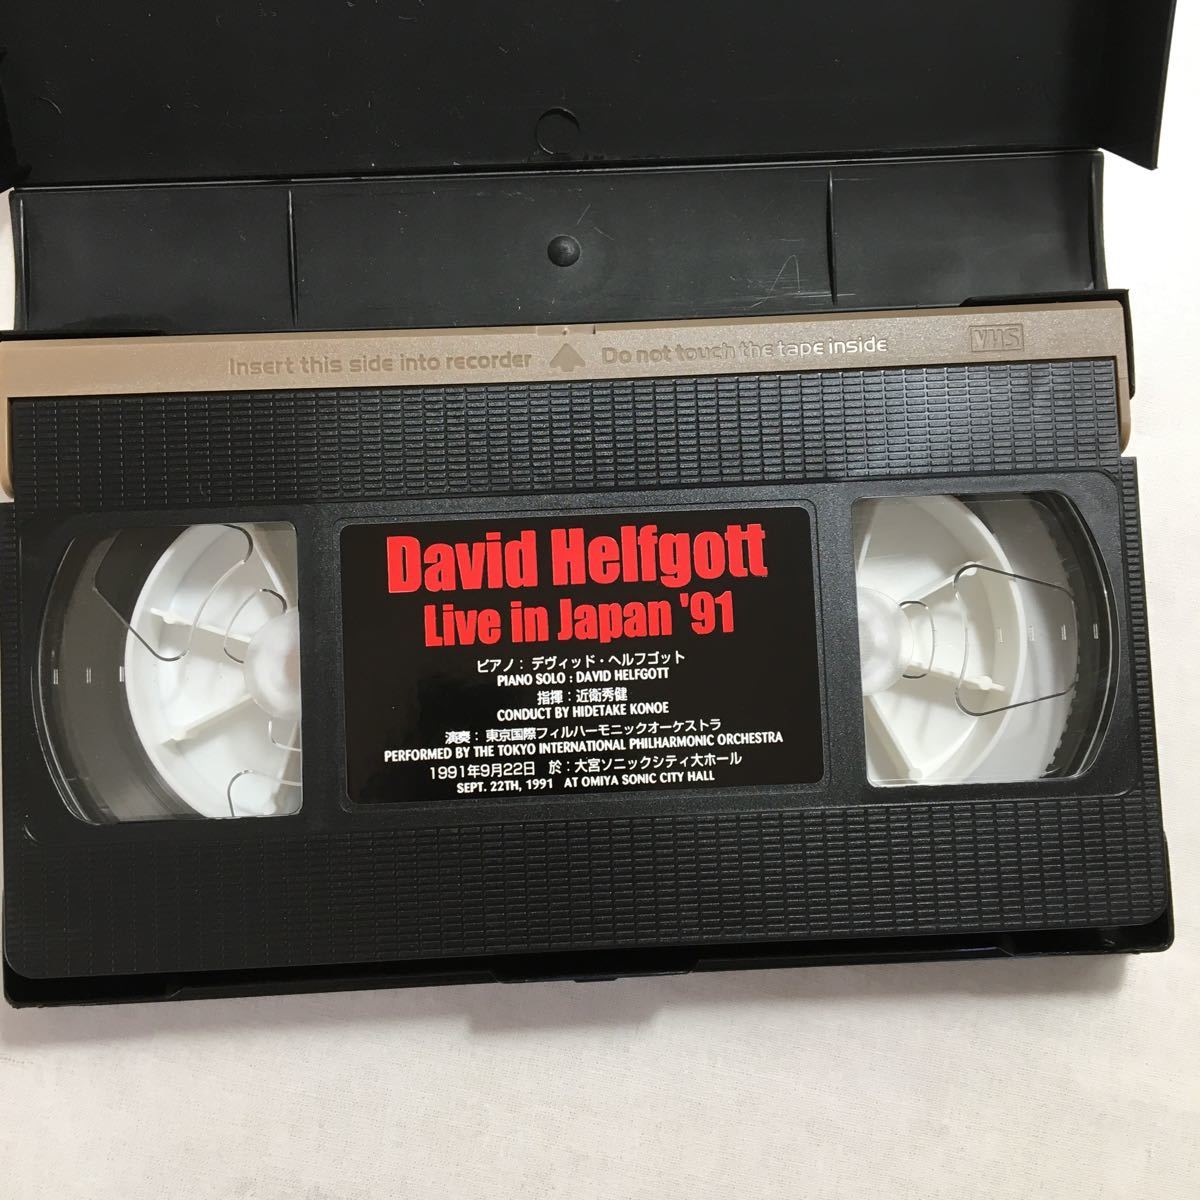 Insert this side into recorder Do not touch the tape inside VHS
David Helfgott
Live in Japan '91
ピアノ：デヴィッド・ヘルフゴット
PIANO SOLO : DAVID HELFGOTT
指揮：近衛秀健
CONDUCT BY HIDETAKE KONOE
演奏：東京国際フィルハーモニックオーケストラ
PERFORMED BY THE TOKYO INTERNATIONAL PHILHARMONIC ORCHESTRA
1991年9月22日 於：大宮ソニックシティ大ホール
SEPT. 22TH, 1991 AT OMIYA SONIC CITY HALL